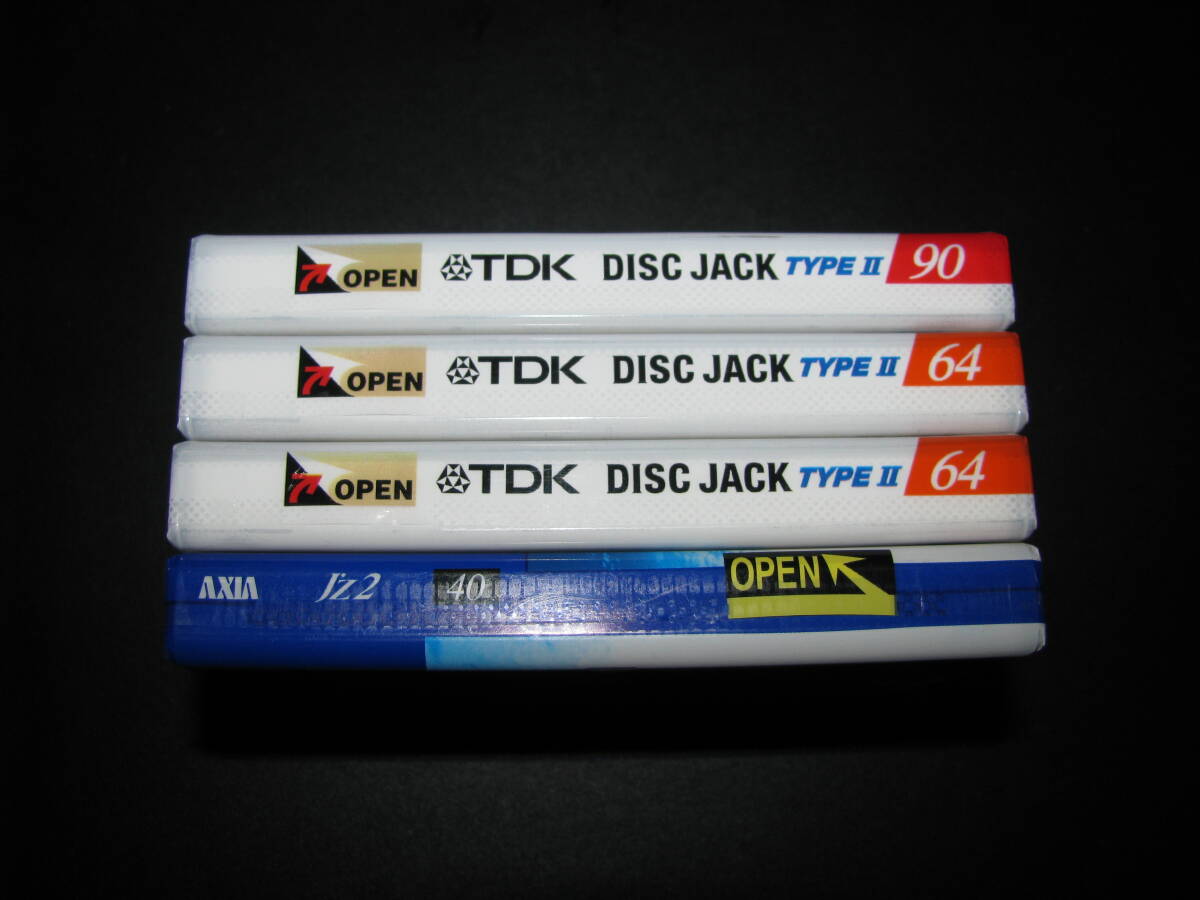 OPEN TDK DISC JACK TYPE II 90
OPEN TDK DISC JACK TYPE II 64
OPEN TDK DISC JACK TYPE II 64
AXIA J'z 2 40 OPEN